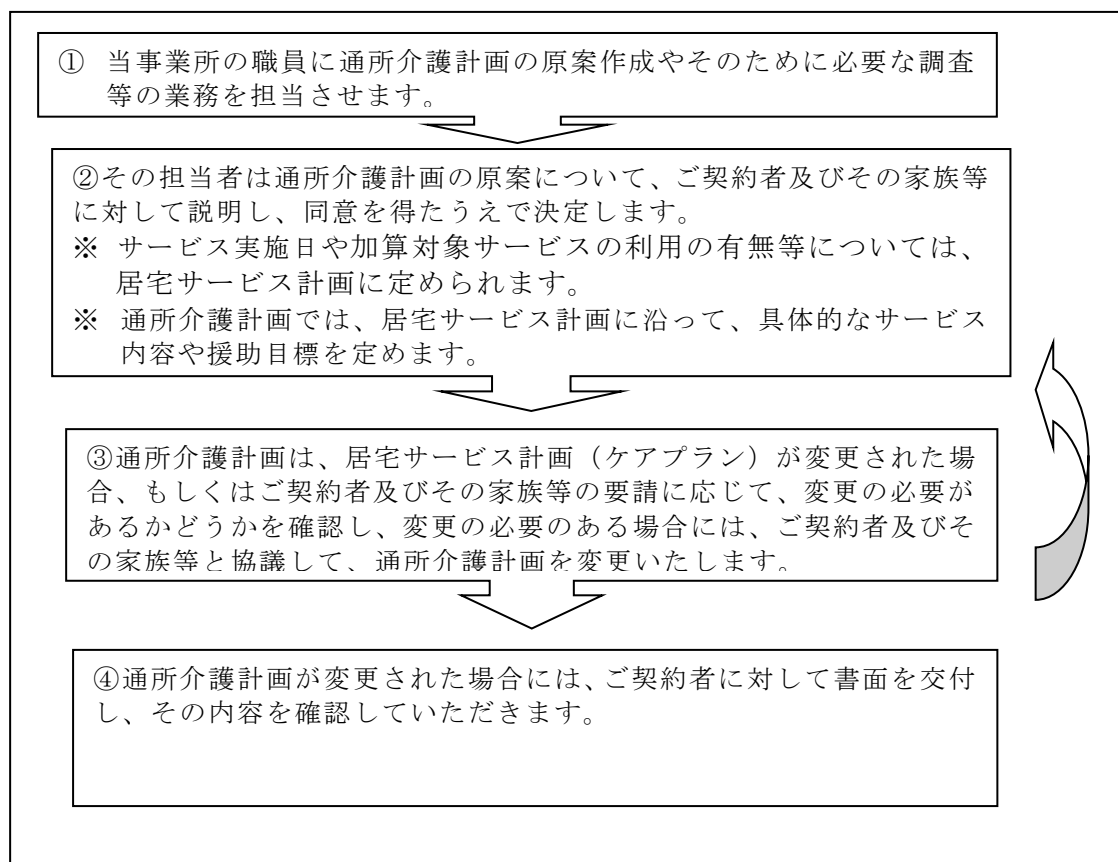 ① 当事業所の職員に通所介護計画の原案作成やそのために必要な調査
等の業務を担当させます。
②その担当者は通所介護計画の原案について、ご契約者及びその家族等
に対して説明し、同意を得たうえで決定します。
※ サービス実施日や加算対象サービスの利用の有無等については、
居宅サービス計画に定められます。
※ 通所介護計画では、居宅サービス計画に沿って、具体的なサービス
内容や援助目標を定めます。
③通所介護計画は、居宅サービス計画（ケアプラン）が変更された場
合、もしくはご契約者及びその家族等の要請に応じて、変更の必要が
あるかどうかを確認し、変更の必要のある場合には、ご契約者及びそ
の家族等と協議して、通所介護計画を変更いたします。
④通所介護計画が変更された場合には、ご契約者に対して書面を交付
し、その内容を確認していただきます。